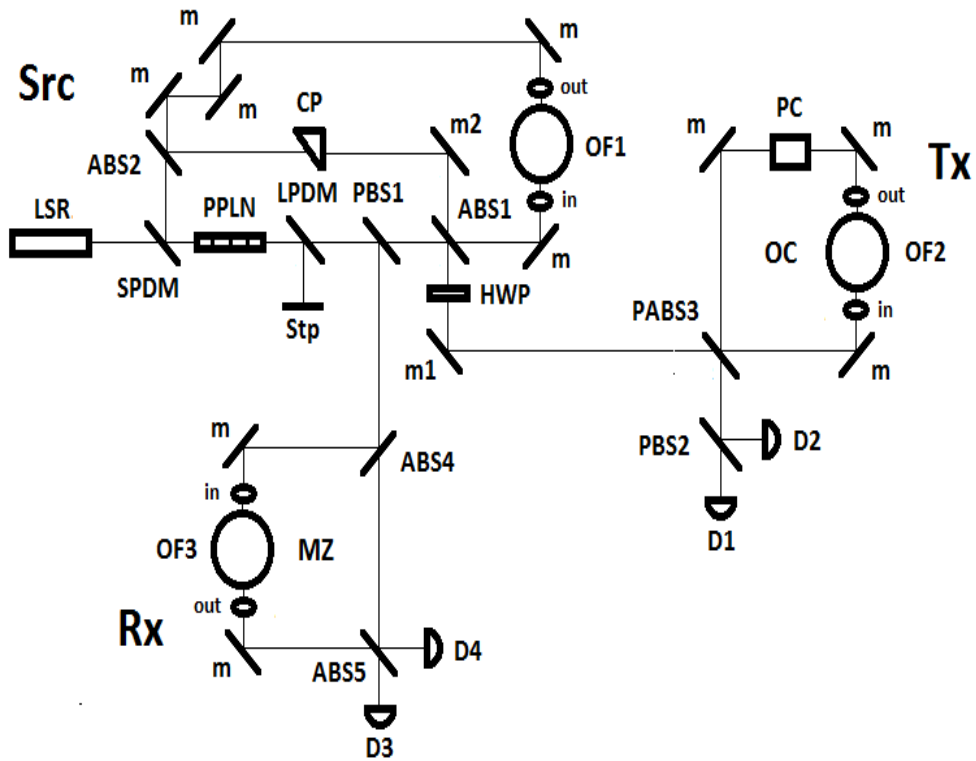 m
m
Src
m
m
CP
m2
out
OF1
ABS2
LPDM
PBS1
in
LSR
PPLN
ABS1
m
SPDM
HWP
Stp
m1
m
PC
m
Tx
out
OC
OF2
in
PABS3
m
PBS2
D2
D1
m
ABS4
in
OF3
MZ
out
Rx
m
ABS5
D4
D3